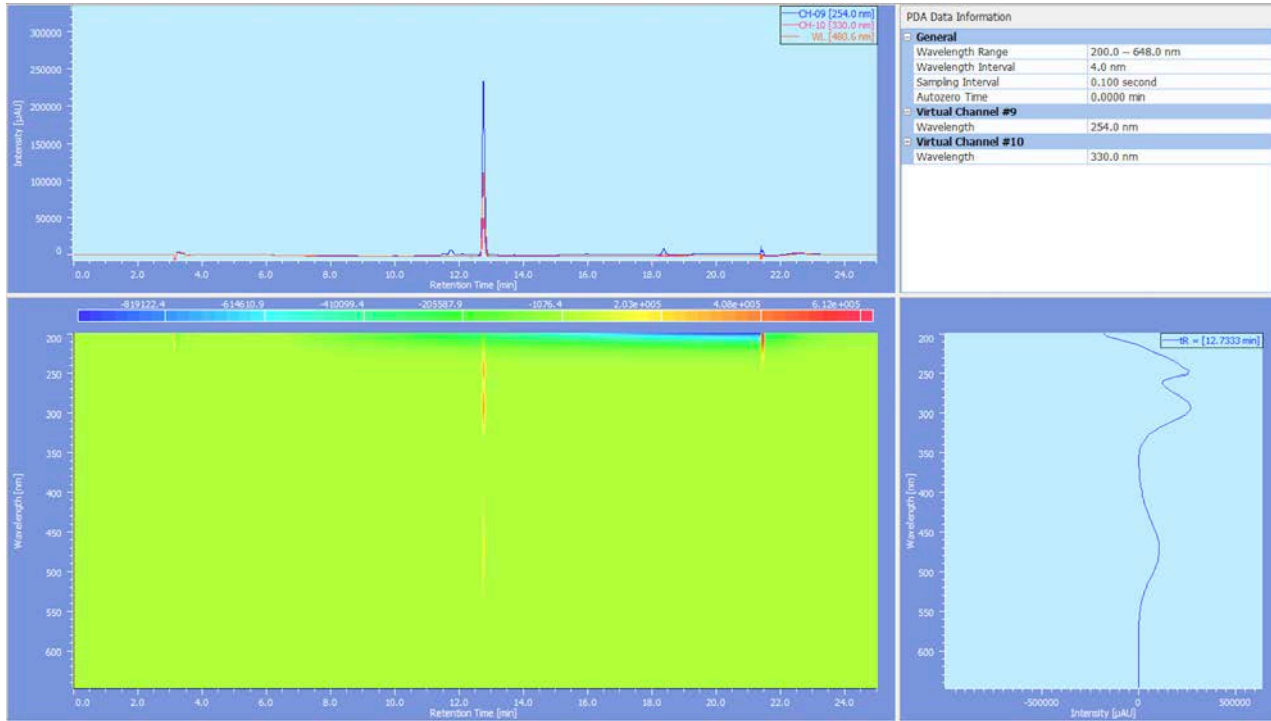 CH-09 [254.0 nm]
CH-10 [330.0 nm]
WL [480.6 nm]
Intensity [µAU]
300000
250000
200000
150000
100000
50000
0
0.0 2.0 4.0 6.0 8.0 10.0 12.0 14.0 16.0 18.0 20.0 22.0 24.0
Retention Time [min]
PDA Data Information
General
Wavelength Range 200.0 – 648.0 nm
Wavelength Interval 4.0 nm
Sampling Interval 0.100 second
Autozero Time 0.0000 min
Virtual Channel #9
Wavelength 254.0 nm
Virtual Channel #10
Wavelength 330.0 nm
-819122.4 -614610.9 -410099.4 -205587.9 -1076.4 2.03e+005 4.08e+005 6.12e+005
Wavelength [nm]
200
250
300
350
400
450
500
550
600
0.0 2.0 4.0 6.0 8.0 10.0 12.0 14.0 16.0 18.0 20.0 22.0 24.0
Retention Time [min]
tR = [12.7333 min]
Wavelength [nm]
200
250
300
350
400
450
500
550
600
-500000 0 500000
Intensity [µAU]